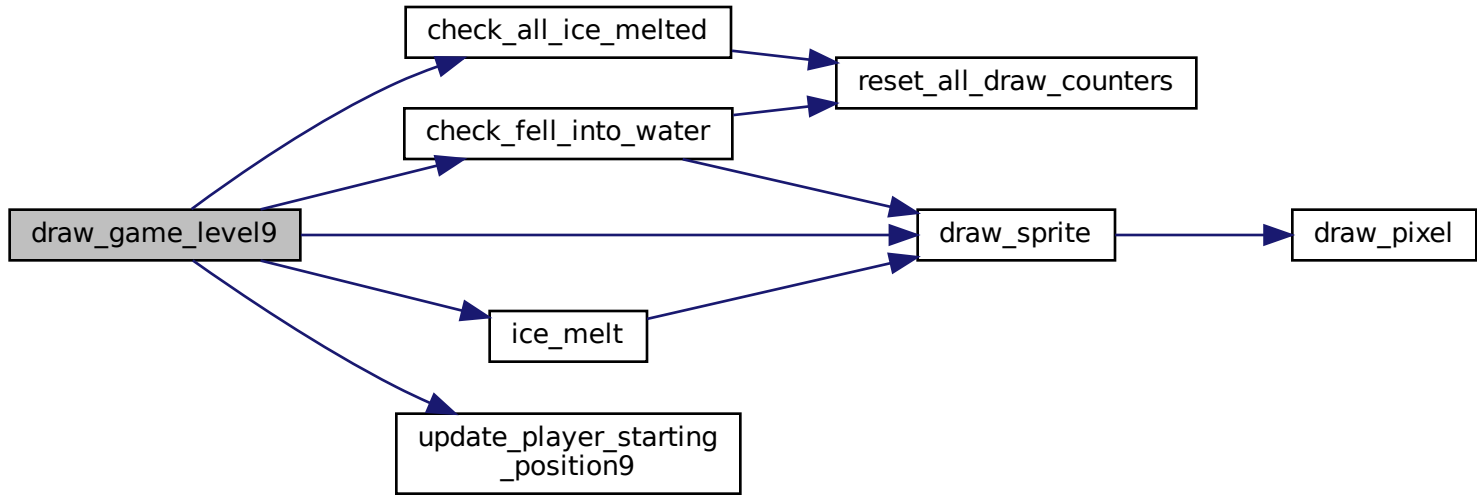 check_all_ice_melted
reset_all_draw_counters
check_fell_into_water
draw_game_level9
draw_sprite
draw_pixel
ice_melt
update_player_starting
_position9